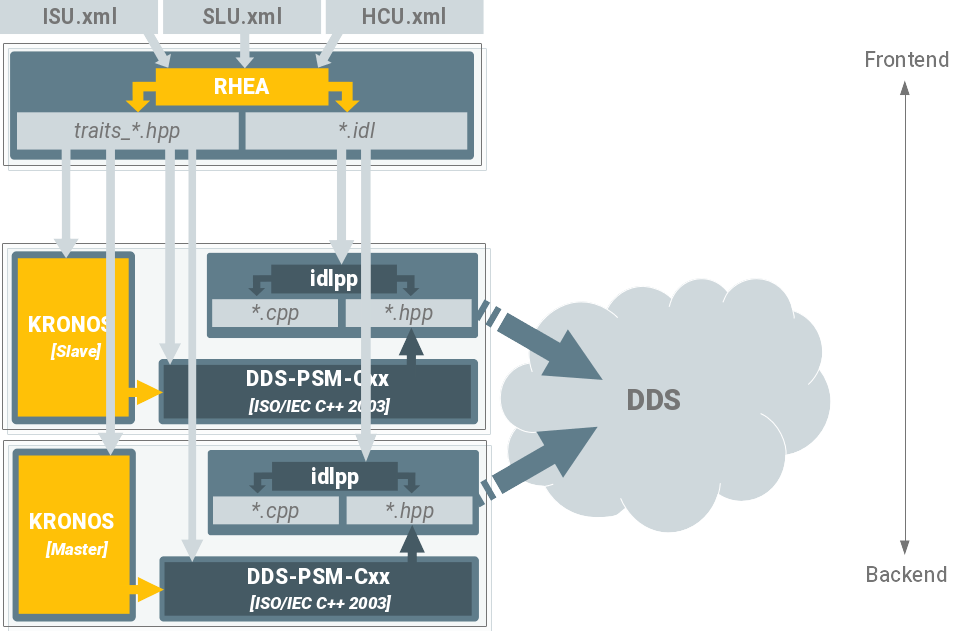 ISU.xml
SLU.xml
HCU.xml
Frontend
RHEA
traits_*.hpp
*.idl
idlpp
*.cpp
*.hpp
KRONOS
[Slave]
DDS-PSM-Cxx
[ISO/IEC C++ 2003]
DDS
idlpp
*.cpp
*.hpp
KRONOS
[Master]
DDS-PSM-Cxx
[ISO/IEC C++ 2003]
Backend